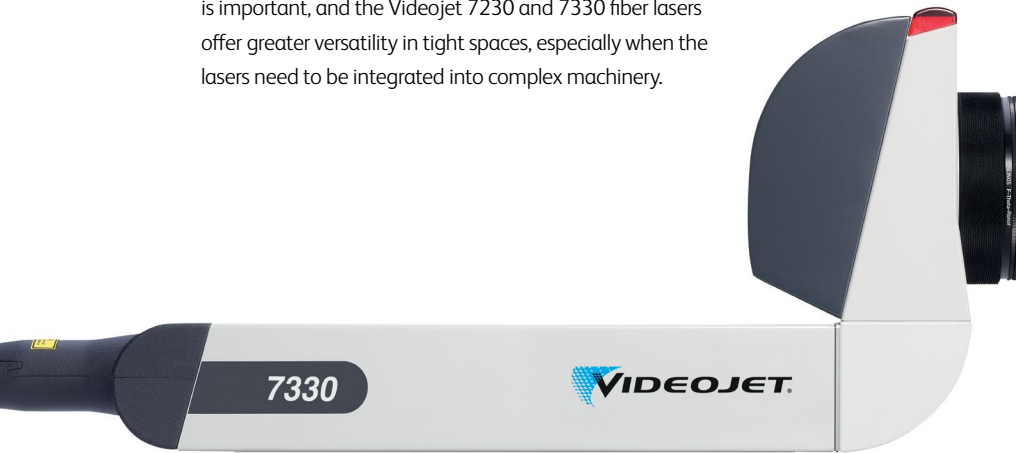 is important, and the Videojet 7230 and 7330 fiber lasers
offer greater versatility in tight spaces, especially when the
lasers need to be integrated into complex machinery.
7330
VIDEOJET